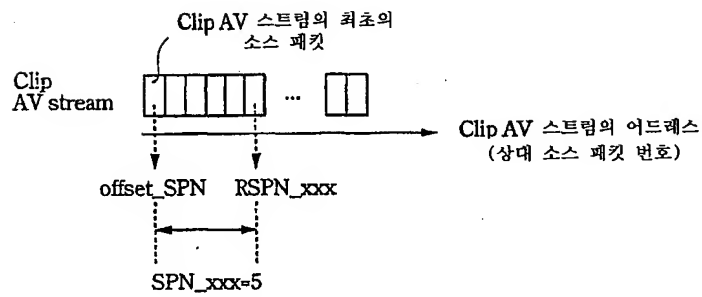 Clip AV 스트림의 최초의
소스 패킷
Clip
AV stream
...
Clip AV 스트림의 어드레스
(상대 소스 패킷 번호)
offset_SPN RSPN_xxx
SPN_xxx=5